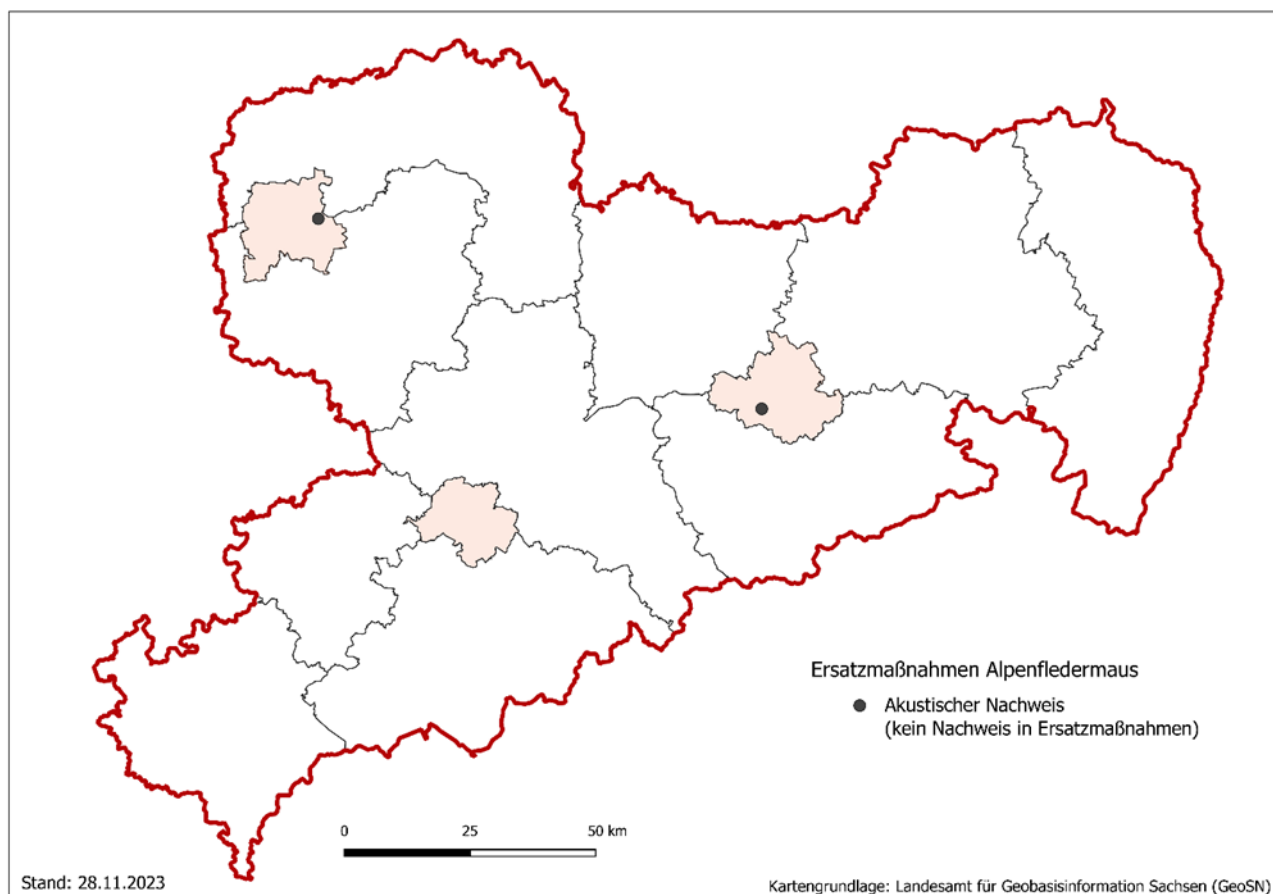 Ersatzmaßnahmen Alpenfledermaus
Akustischer Nachweis
(kein Nachweis in Ersatzmaßnahmen)
0 25 50 km
Stand: 28.11.2023
Kartengrundlage: Landesamt für Geobasisinformation Sachsen (GeoSN)